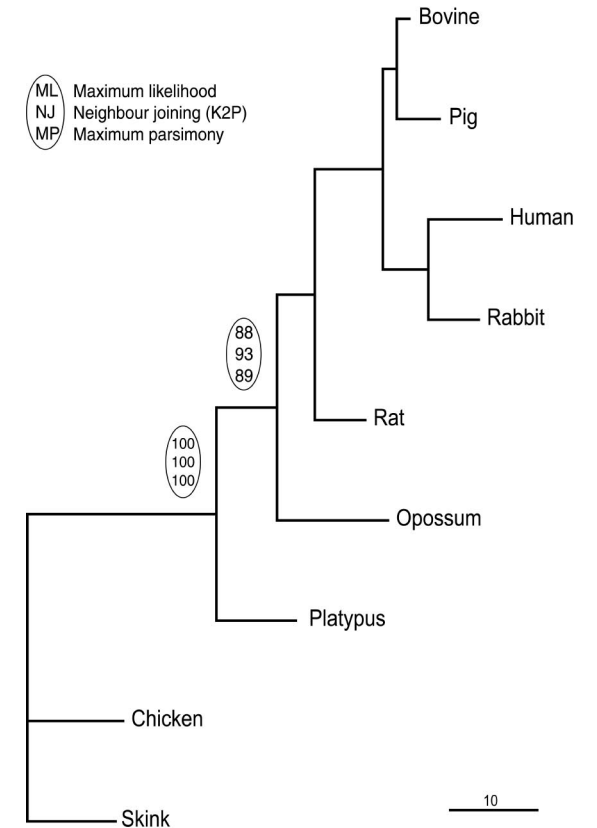 Bovine
ML Maximum likelihood
NJ Neighbour joining (K2P)
MP Maximum parsimony
Pig
Human
Rabbit
88
93
89
Rat
100
100
100
Opossum
Platypus
Chicken
10
Skink